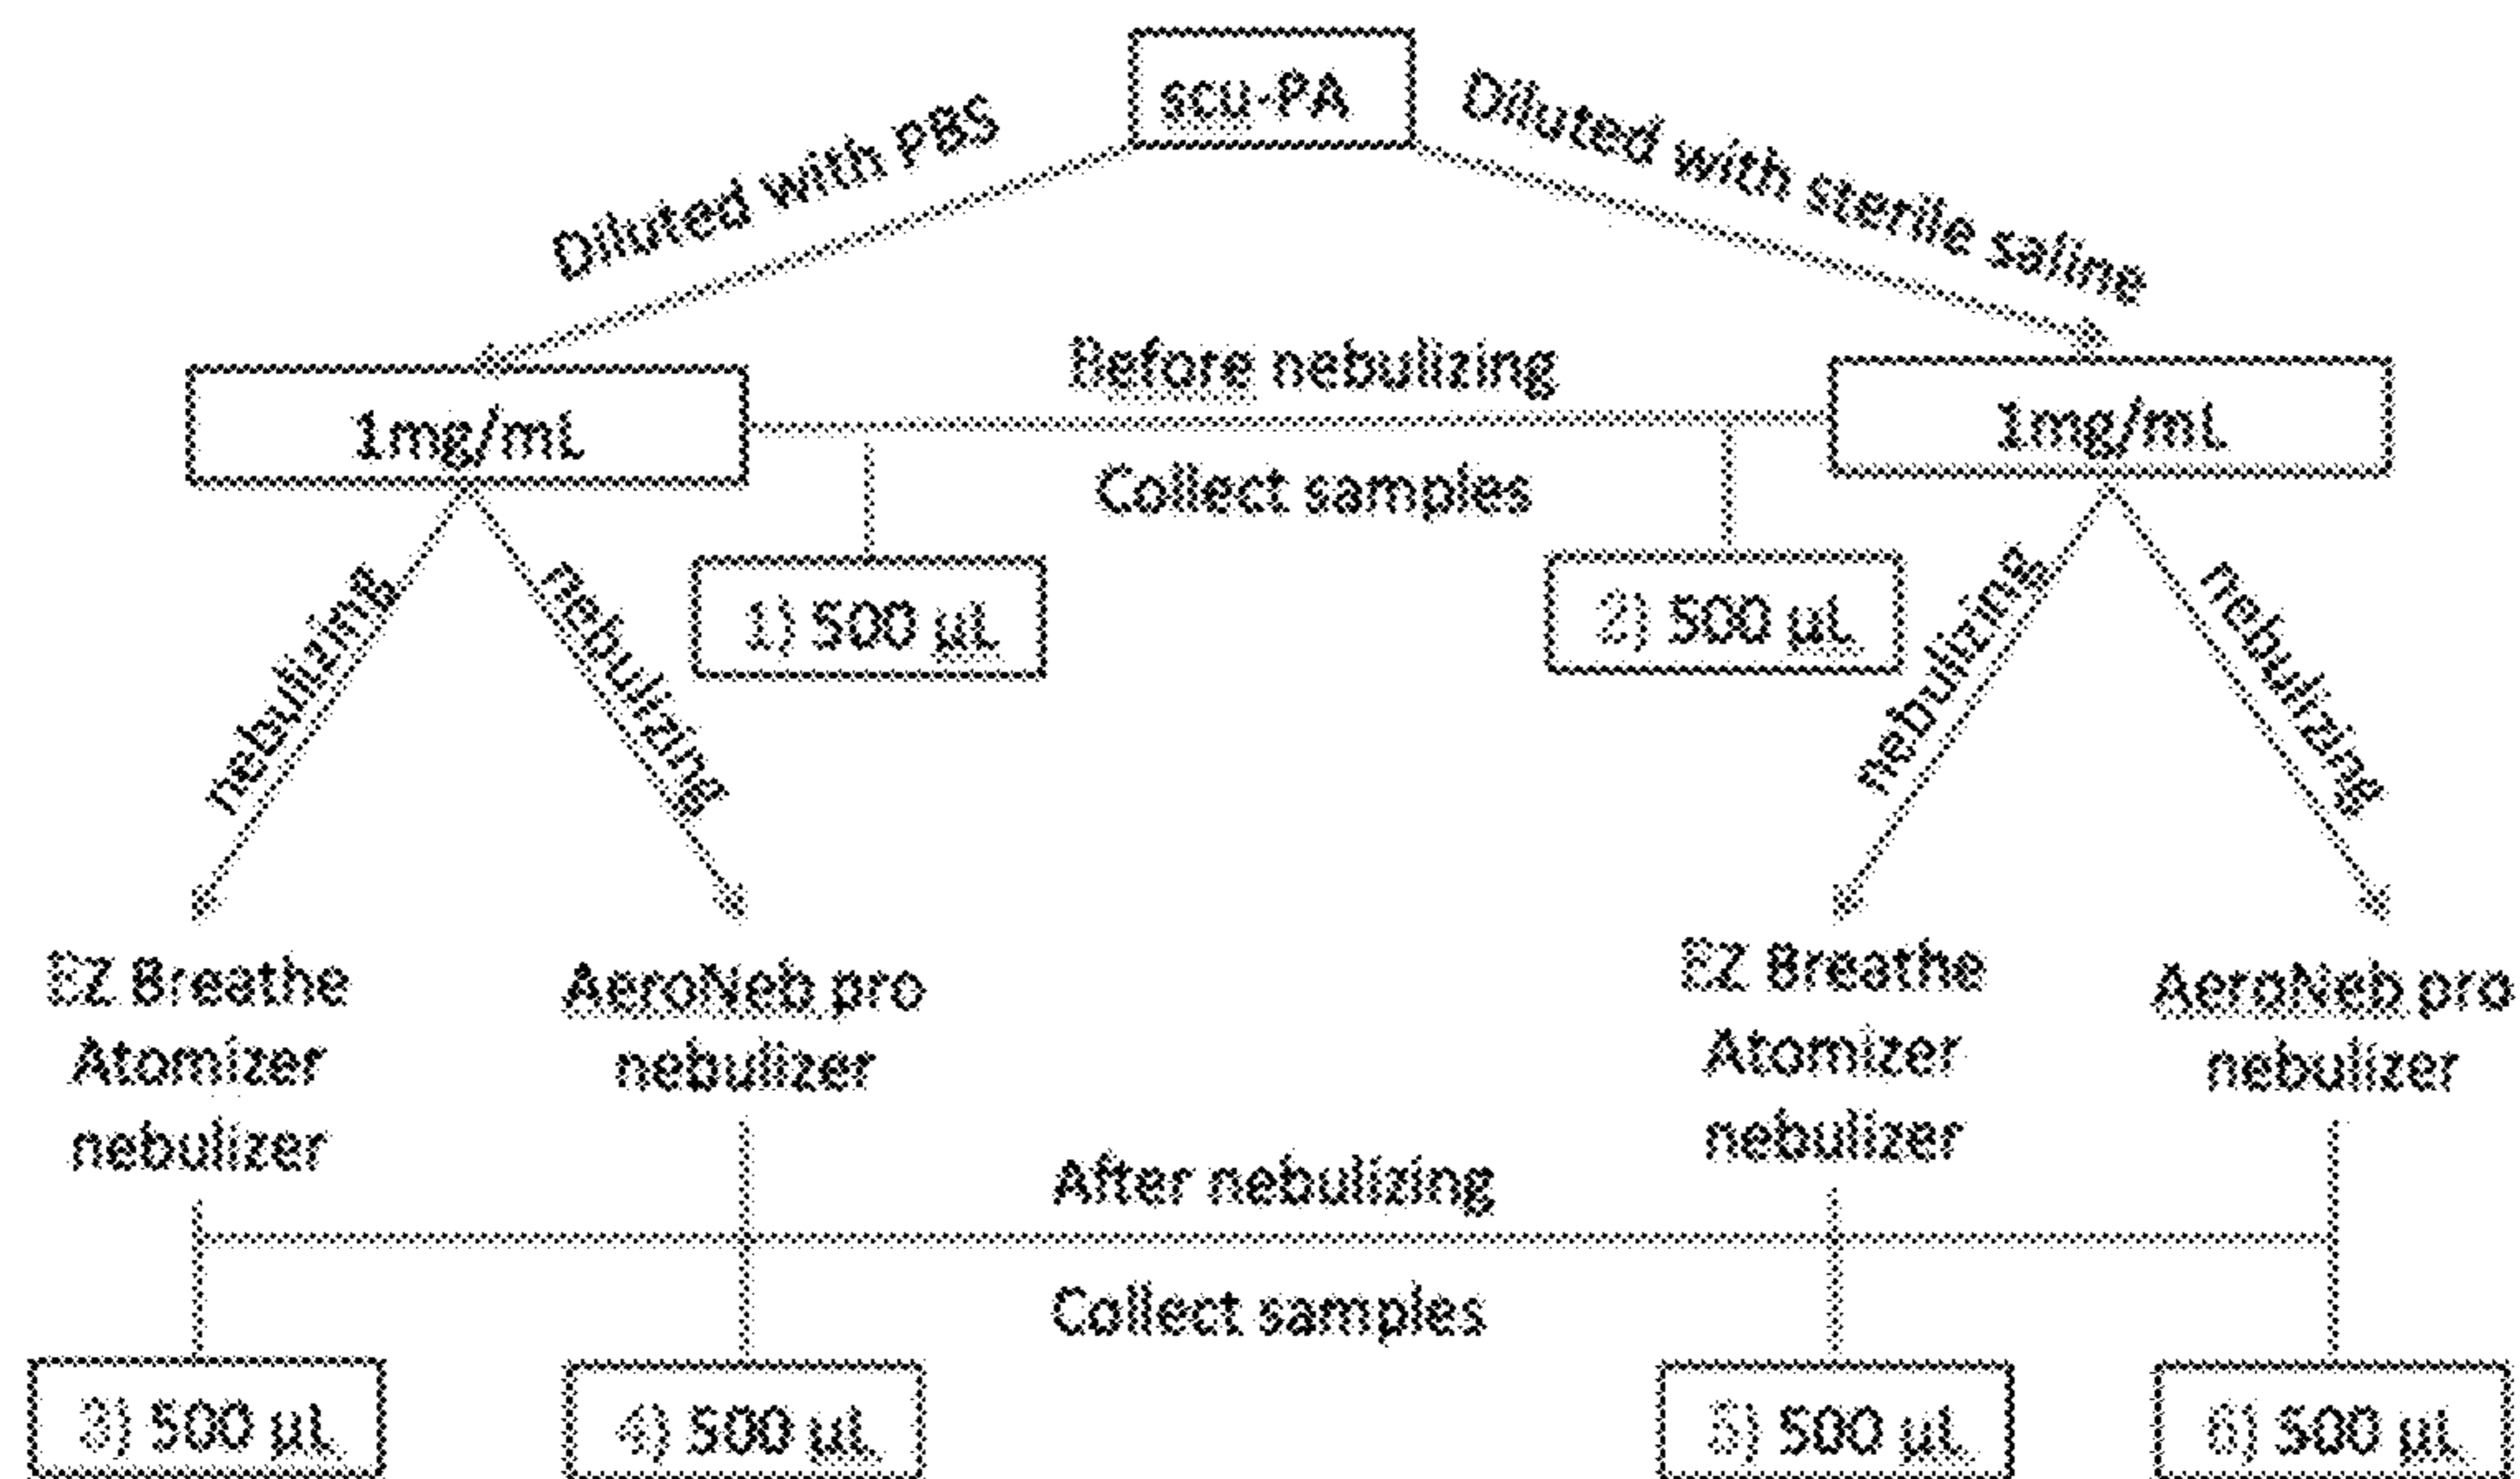 scu-PA
Diluted with PBS
Diluted with sterile saline
1mg/mL
Before nebulizing
1mg/mL
Collect samples
nebulizing
nebulizing
1) 500 µL
2) 500 µL
nebulizing
nebulizing
EZ Breathe
Atomizer
nebulizer
AeroNeb pro
nebulizer
EZ Breathe
Atomizer
nebulizer
AeroNeb pro
nebulizer
After nebulizing
Collect samples
3) 500 µL
4) 500 µL
5) 500 µL
6) 500 µL